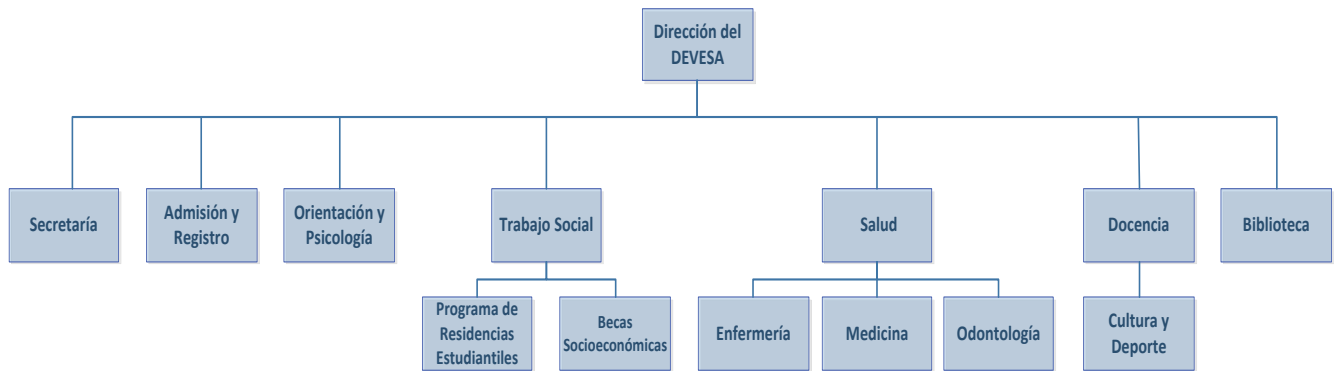 Dirección del
DEVESA
Secretaría
Admisión y
Registro
Orientación y
Psicología
Trabajo Social
Salud
Docencia
Biblioteca
Programa de
Residencias
Estudiantiles
Becas
Socioeconómicas
Enfermería
Medicina
Odontología
Cultura y
Deporte